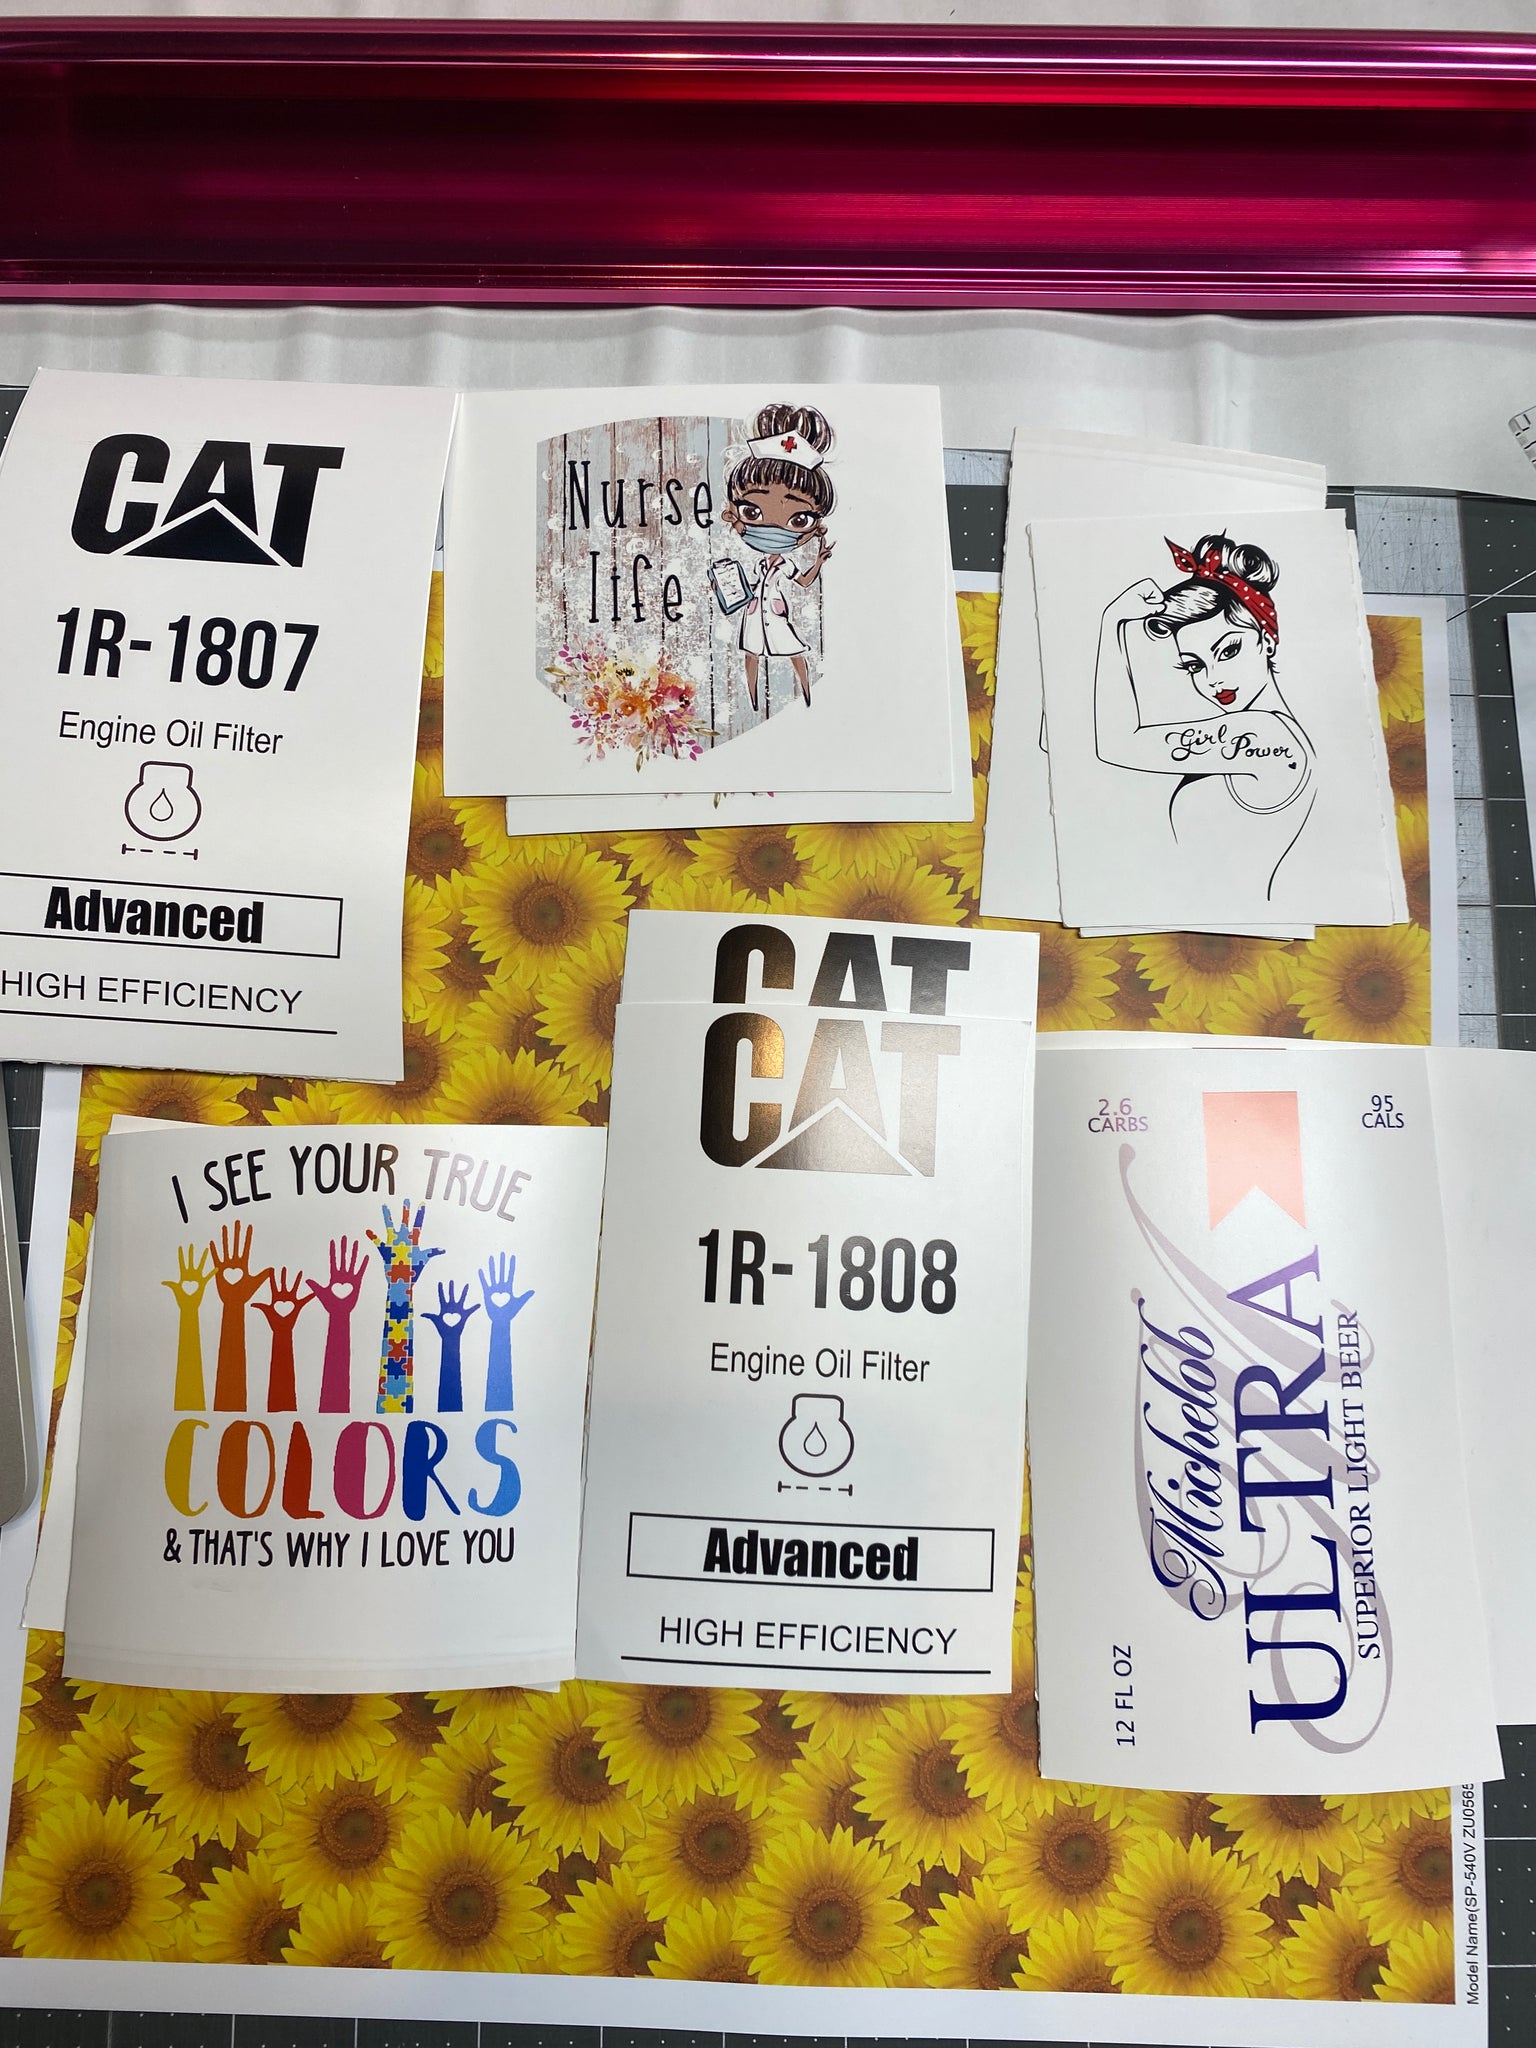 CAT
1R-1807
Engine Oil Filter
Advanced
HIGH EFFICIENCY
Nurse
life
Girl Power
I SEE YOUR TRUE
COLORS
& THAT'S WHY I LOVE YOU
CAT
CAT
1R-1808
Engine Oil Filter
Advanced
HIGH EFFICIENCY
2.6
CARBS
95
CALS
Michelob
ULTRA
SUPERIOR LIGHT BEER
12 FL OZ
Model Name(SP-540V